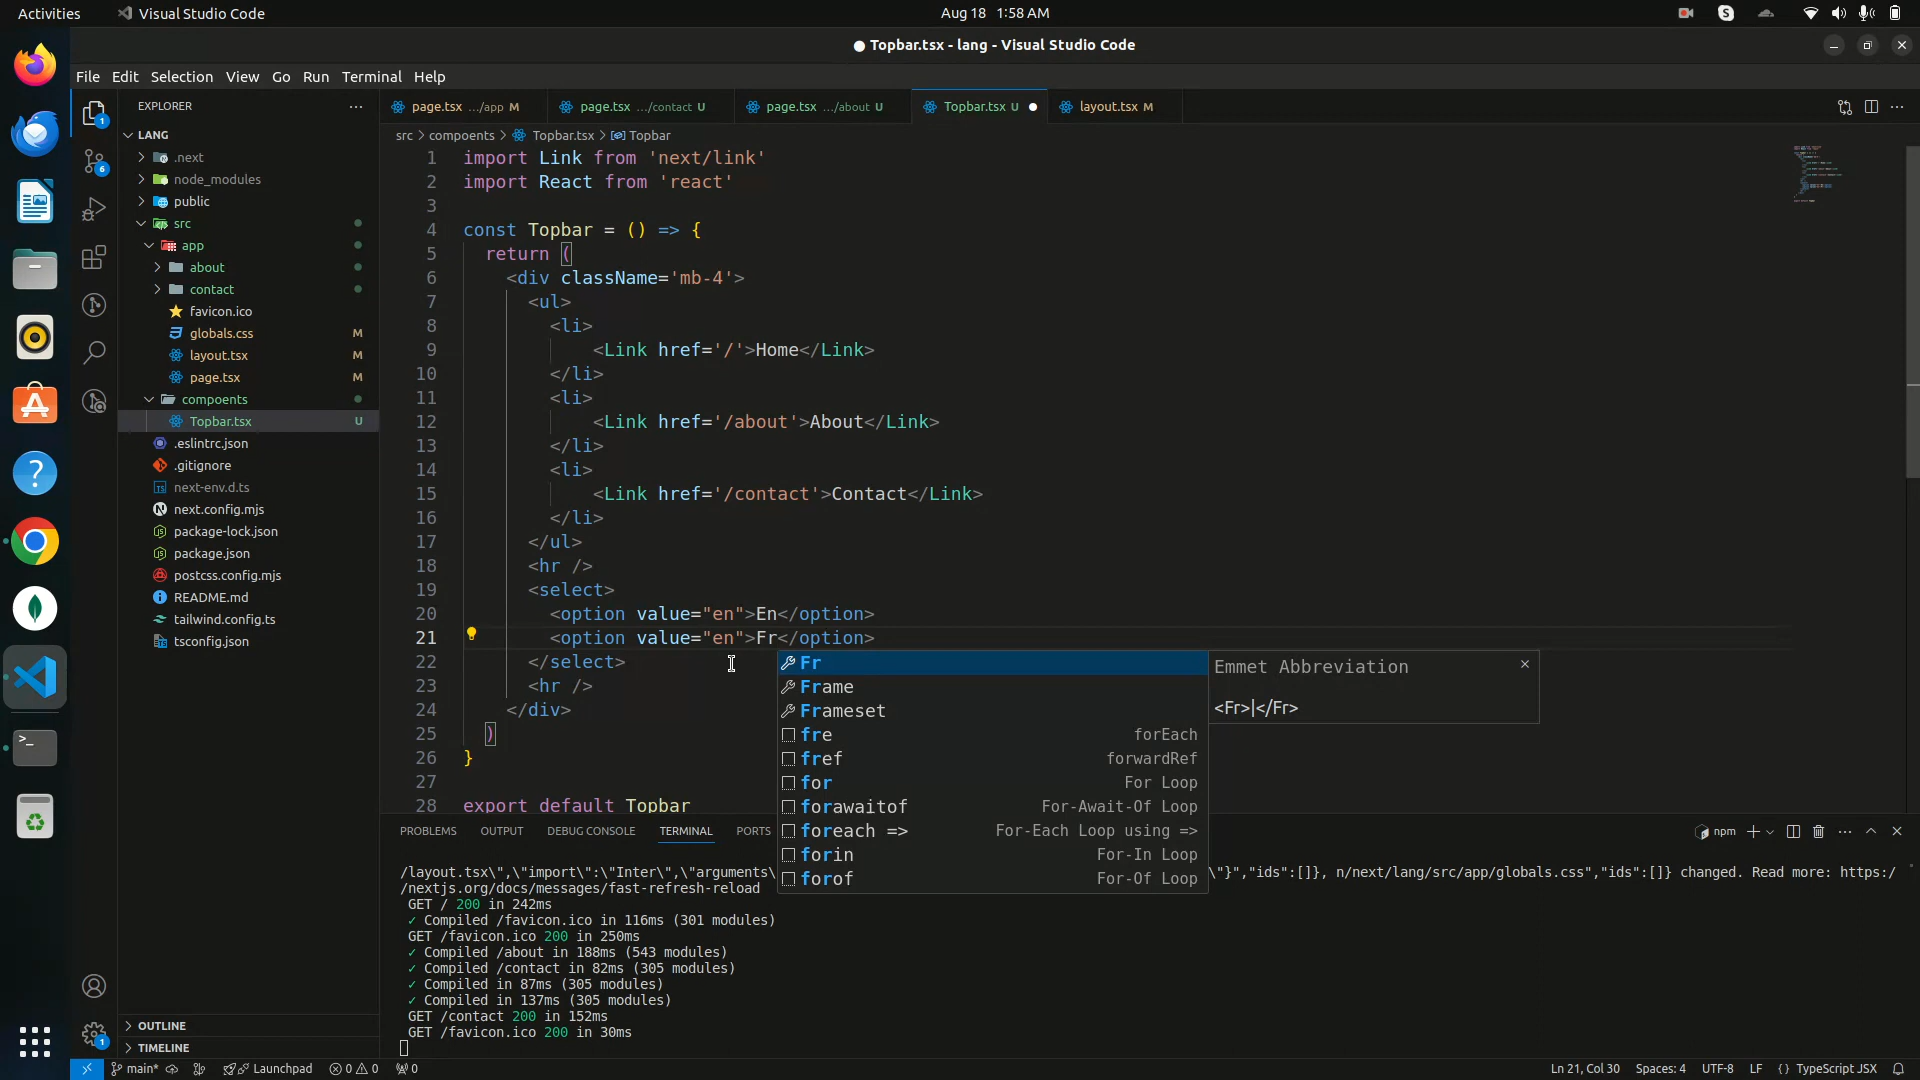 Activities Visual Studio Code Aug 18 1:58 AM
● Topbar.tsx - lang - Visual Studio Code
File Edit Selection View Go Run Terminal Help
EXPLORER
page.tsx .../app M page.tsx .../contact U page.tsx .../about U Topbar.tsx U layout.tsx M
src > compoents > Topbar.tsx > Topbar
LANG
.next
node_modules
public
src
app
about
contact
favicon.ico
globals.css M
layout.tsx M
page.tsx M
compoents
Topbar.tsx U
.eslintrc.json
.gitignore
next-env.d.ts
next.config.mjs
package-lock.json
package.json
postcss.config.mjs
README.md
tailwind.config.ts
tsconfig.json
OUTLINE
TIMELINE
1 import Link from 'next/link'
2 import React from 'react'
3
4 const Topbar = () => {
5 return (
6 <div className='mb-4'>
7 <ul>
8 <li>
9 <Link href='/'>Home</Link>
10 </li>
11 <li>
12 <Link href='/about'>About</Link>
13 </li>
14 <li>
15 <Link href='/contact'>Contact</Link>
16 </li>
17 </ul>
18 <hr />
19 <select>
20 <option value="en">En</option>
21 <option value="en">Fr</option>
22 </select>
23 <hr />
24 </div>
25 )
26 }
27
28 export default Topbar
Fr
Frame
Frameset
fre forEach
fref forwardRef
for For Loop
forawaitof For-Await-Of Loop
foreach => For-Each Loop using =>
forin For-In Loop
forof For-Of Loop
Emmet Abbreviation
<Fr>|</Fr>
PROBLEMS OUTPUT DEBUG CONSOLE TERMINAL PORTS npm
/layout.tsx\",\"import\":\"Inter\",\"arguments\ \"}","ids":[]}, n/next/lang/src/app/globals.css","ids":[]} changed. Read more: https:/
/nextjs.org/docs/messages/fast-refresh-reload
GET / 200 in 242ms
✓ Compiled /favicon.ico in 116ms (301 modules)
GET /favicon.ico 200 in 250ms
✓ Compiled /about in 188ms (543 modules)
✓ Compiled /contact in 82ms (305 modules)
✓ Compiled in 87ms (305 modules)
✓ Compiled in 137ms (305 modules)
GET /contact 200 in 152ms
GET /favicon.ico 200 in 30ms
main* Launchpad 0 0 0 Ln 21, Col 30 Spaces: 4 UTF-8 LF {} TypeScript JSX